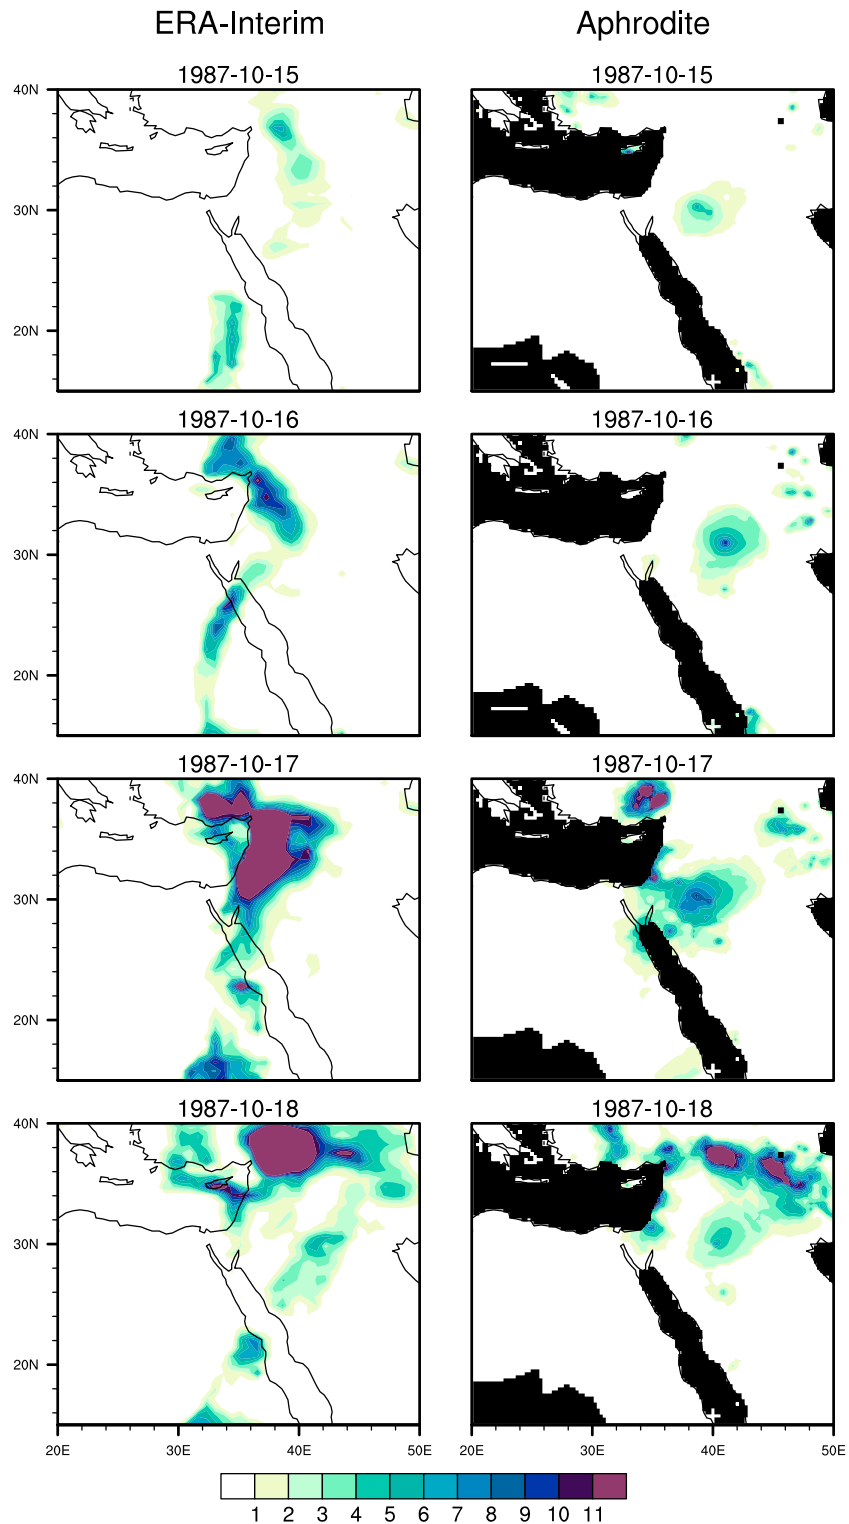 ERA-Interim Aphrodite
1987-10-15 1987-10-15
40N
30N
20N
1987-10-16 1987-10-16
40N
30N
20N
1987-10-17 1987-10-17
40N
30N
20N
1987-10-18 1987-10-18
40N
30N
20N
20E 30E 40E 50E 20E 30E 40E 50E
1 2 3 4 5 6 7 8 9 10 11